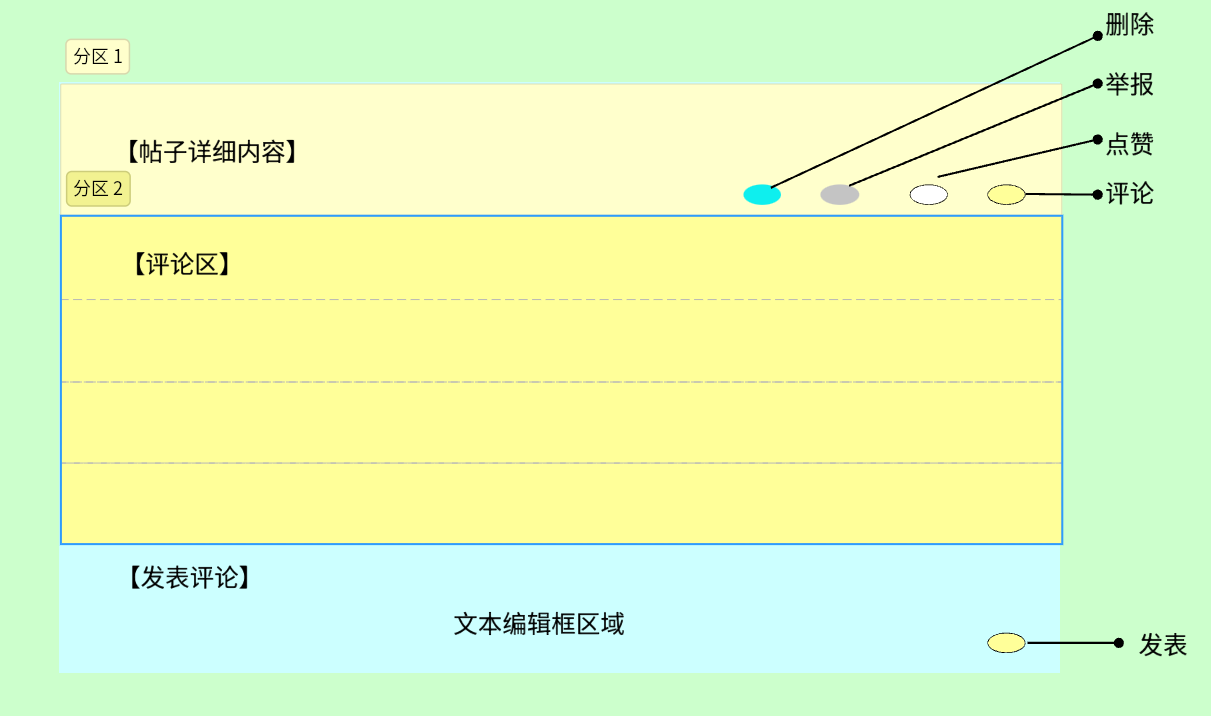 删除
分区 1
举报
点赞
【帖子详细内容】
分区 2
评论
【评论区】
【发表评论】
文本编辑框区域
发表